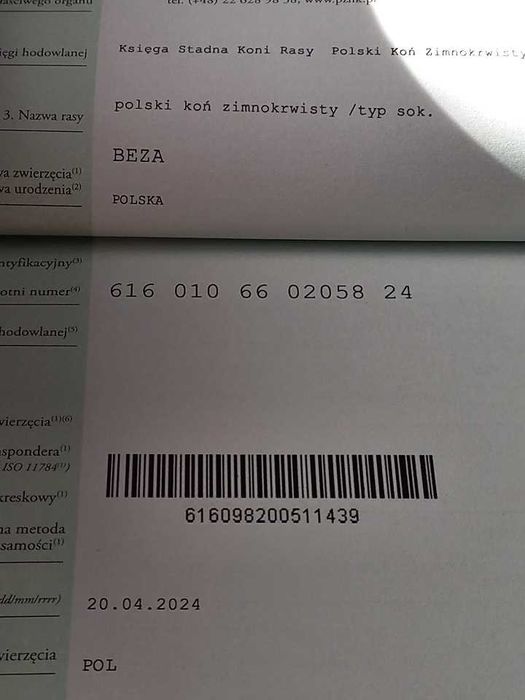 tel. (+48) 22 628 98 58, www.pzhk.pl
ięgi hodowlanej
Księga Stadna Koni Rasy Polski Koń Zimnokrwisty
3. Nazwa rasy
polski koń zimnokrwisty /typ sok.
wa zwierzęcia(1)
BEZA
wa urodzenia(2)
POLSKA
ntyfikacyjny(3)
otni numer(4)
616 010 66 02058 24
hodowlanej(5)
wierzęcia(1)(6)
spondera(1)
ISO 11784(1))
kreskowy(1)
616098200511439
na metoda
samości(1)
dd/mm/rrrr)
20.04.2024
wierzęcia
POL